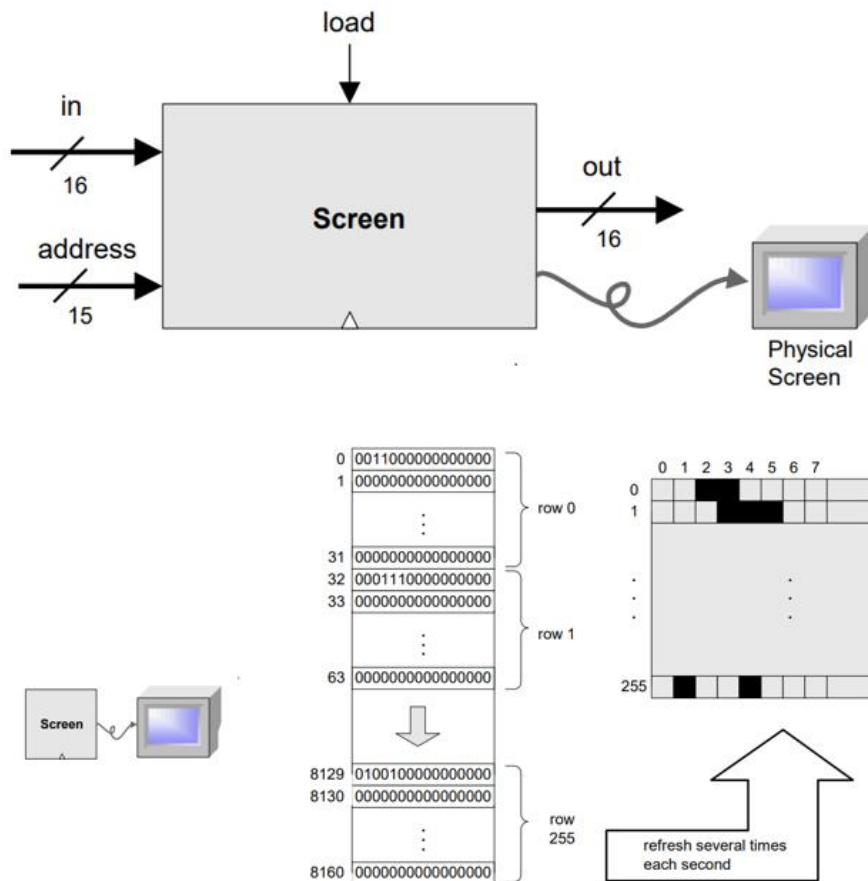 load
in
16
address
15
Screen
out
16
Physical
Screen
0 0011000000000000
1 0000000000000000
row 0
31 0000000000000000
32 0001110000000000
33 0000000000000000
row 1
63 0000000000000000
8129 0100100000000000
8130 0000000000000000
row
255
8160 0000000000000000
Screen
0 1 2 3 4 5 6 7
0
1
255
refresh several times
each second